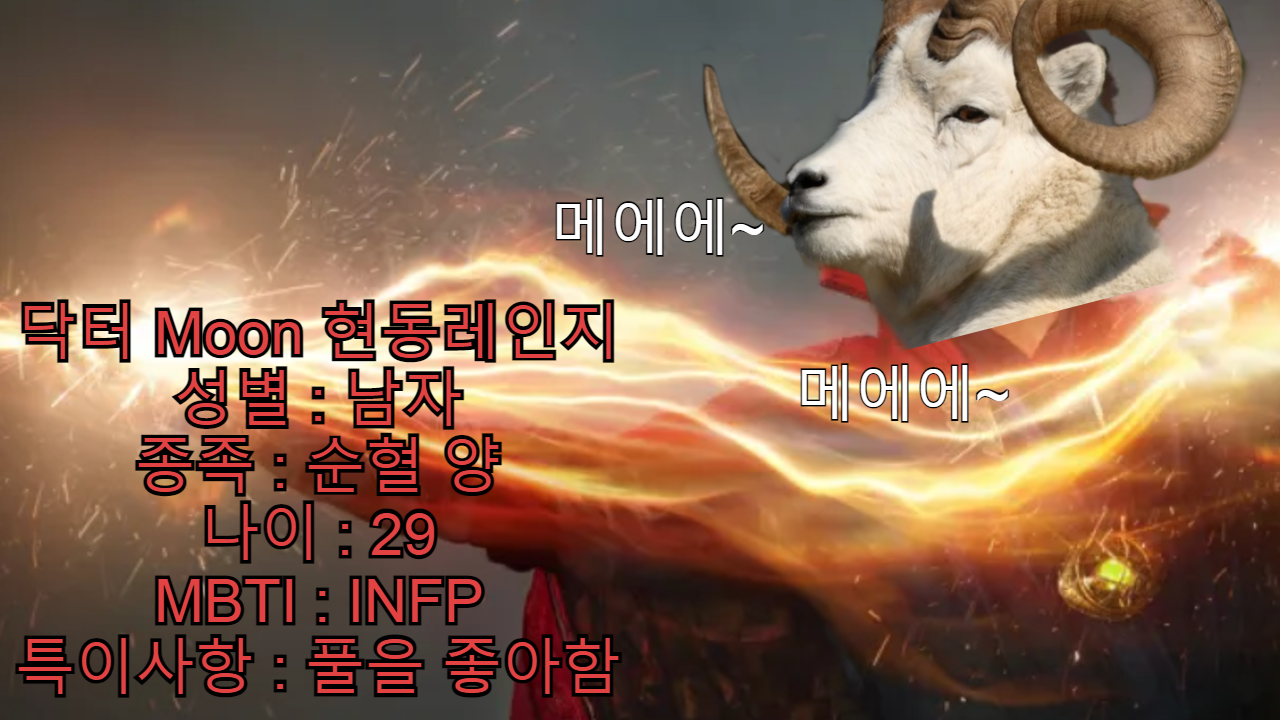 메에에~
닥터 Moon 현동레인지
성별 : 남자
메에에~
종족 : 순혈 양
나이 : 29
MBTI : INFP
특이사항 : 풀을 좋아함